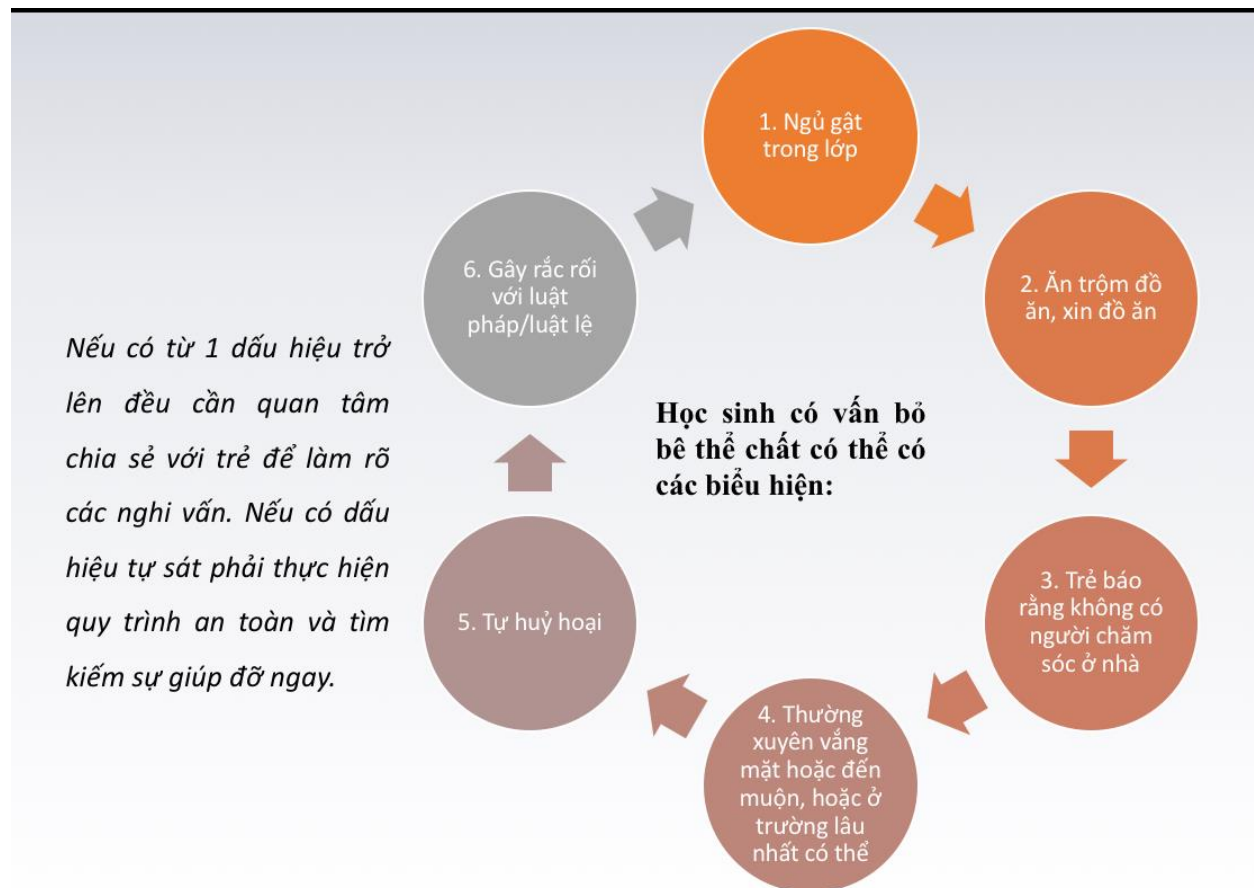 1. Ngủ gật
trong lớp
2. Ăn trộm đồ
ăn, xin đồ ăn
3. Trẻ báo
rằng không có
người chăm
sóc ở nhà
4. Thường
xuyên vắng
mặt hoặc đến
muộn, hoặc ở
trường lâu
nhất có thể
5. Tự huỷ hoại
6. Gây rắc rối
với luật
pháp/luật lệ
Học sinh có vấn bỏ
bê thể chất có thể có
các biểu hiện:
Nếu có từ 1 dấu hiệu trở
lên đều cần quan tâm
chia sẻ với trẻ để làm rõ
các nghi vấn. Nếu có dấu
hiệu tự sát phải thực hiện
quy trình an toàn và tìm
kiếm sự giúp đỡ ngay.